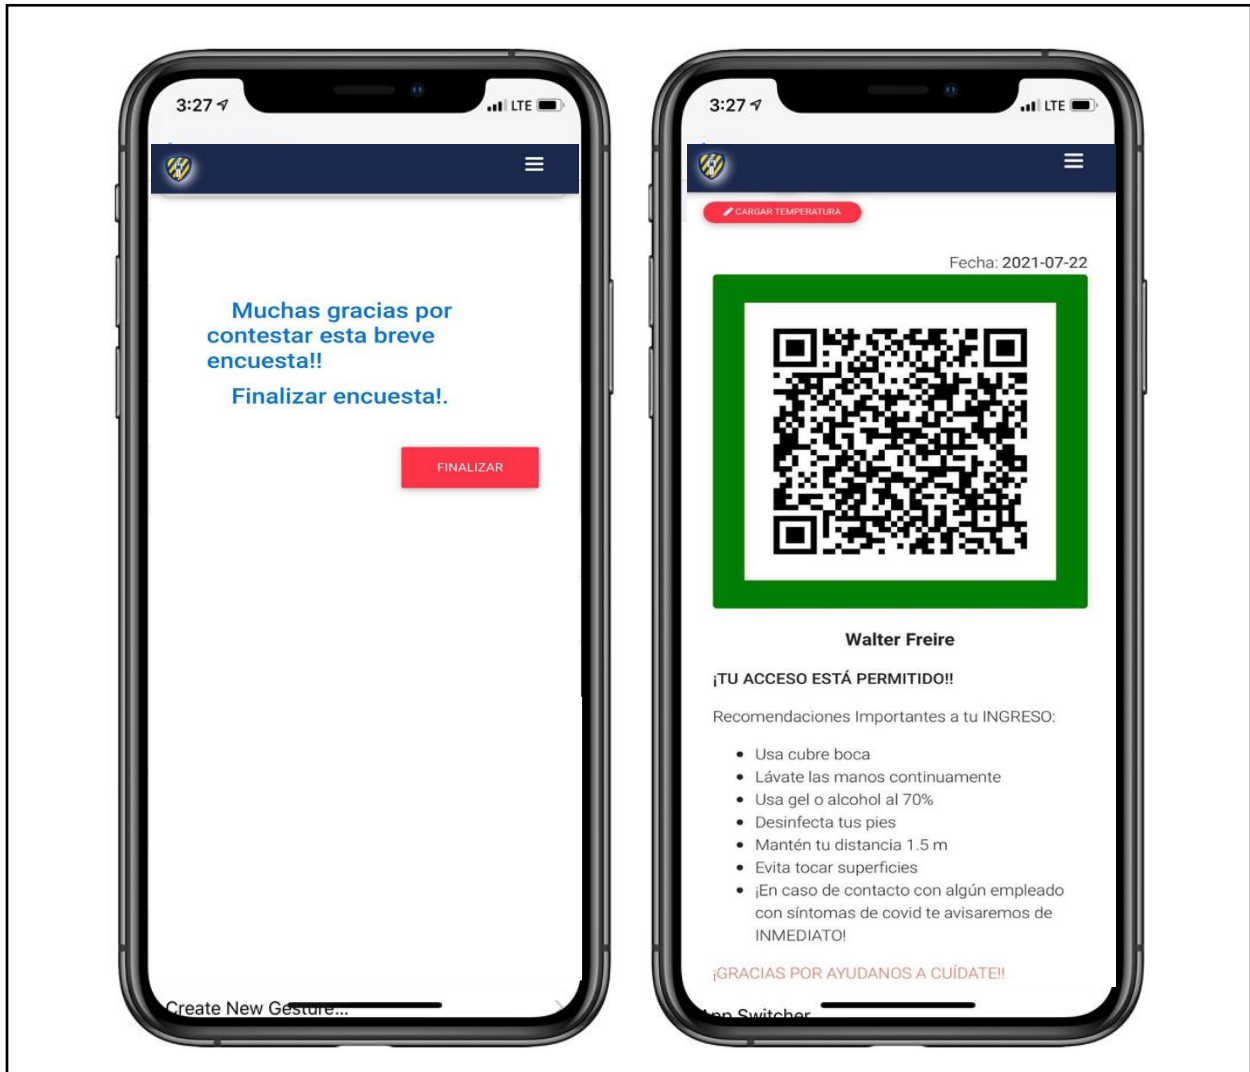 3:27
LTE
Muchas gracias por
contestar esta breve
encuesta!!
Finalizar encuesta!.
FINALIZAR
Create New Gesture...
3:27
LTE
CARGAR TEMPERATURA
Fecha: 2021-07-22
Walter Freire
¡TU ACCESO ESTÁ PERMITIDO!!
Recomendaciones Importantes a tu INGRESO:
• Usa cubre boca
• Lávate las manos continuamente
• Usa gel o alcohol al 70%
• Desinfecta tus pies
• Mantén tu distancia 1.5 m
• Evita tocar superficies
• ¡En caso de contacto con algún empleado
con síntomas de covid te avisaremos de
INMEDIATO!
¡GRACIAS POR AYUDANOS A CUÍDATE!!
App Switcher